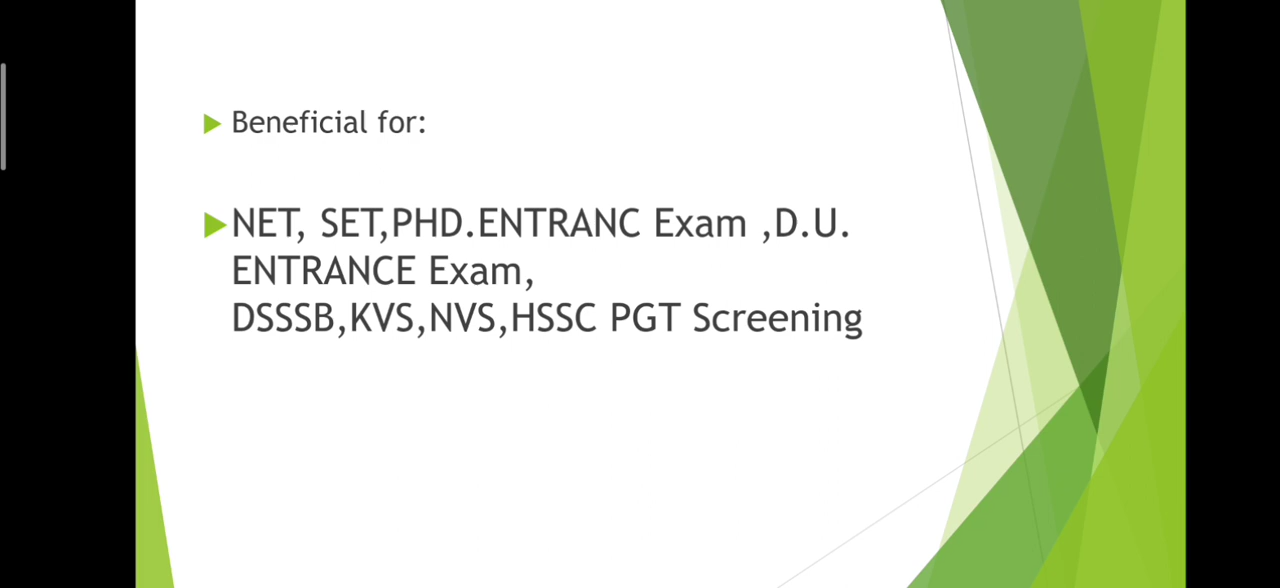 Beneficial for:
NET, SET,PHD.ENTRANC Exam ,D.U.
ENTRANCE Exam,
DSSSB,KVS,NVS,HSSC PGT Screening